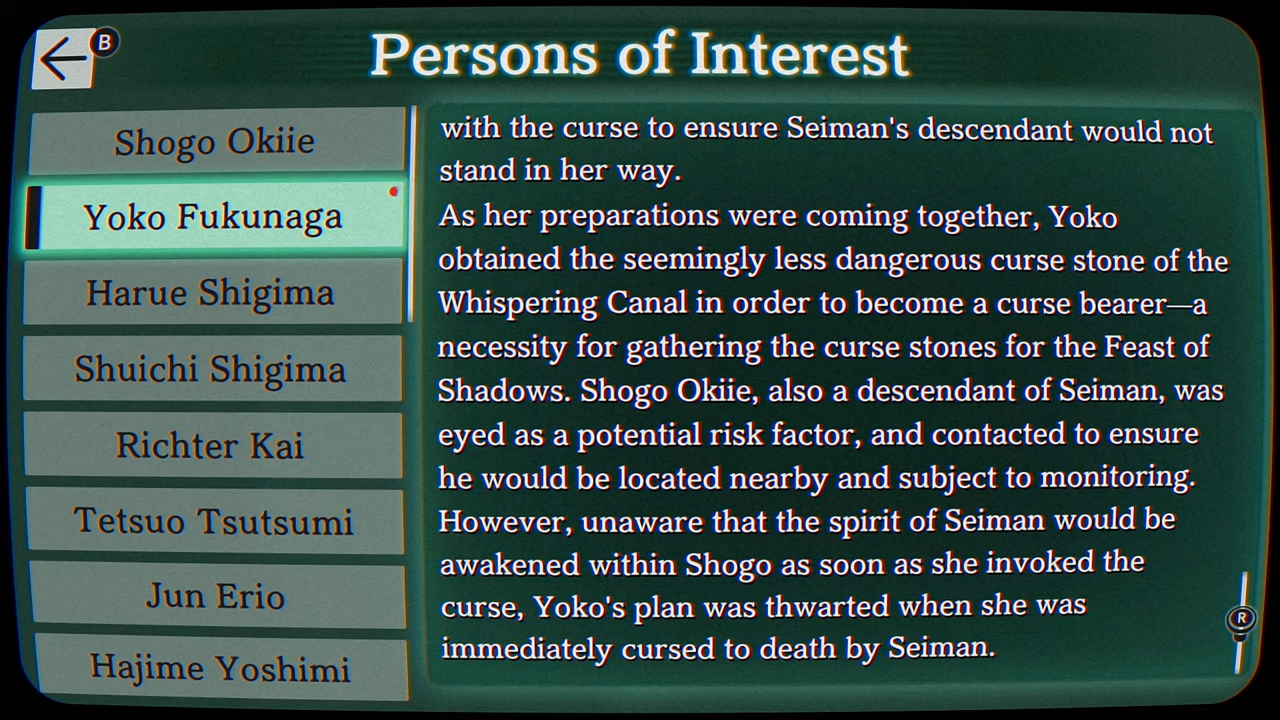 B
Persons of Interest
Shogo Okiie
Yoko Fukunaga
Harue Shigima
Shuichi Shigima
Richter Kai
Tetsuo Tsutsumi
Jun Erio
Hajime Yoshimi
with the curse to ensure Seiman's descendant would not
stand in her way.
As her preparations were coming together, Yoko
obtained the seemingly less dangerous curse stone of the
Whispering Canal in order to become a curse bearer—a
necessity for gathering the curse stones for the Feast of
Shadows. Shogo Okiie, also a descendant of Seiman, was
eyed as a potential risk factor, and contacted to ensure
he would be located nearby and subject to monitoring.
However, unaware that the spirit of Seiman would be
awakened within Shogo as soon as she invoked the
curse, Yoko's plan was thwarted when she was
immediately cursed to death by Seiman.
R